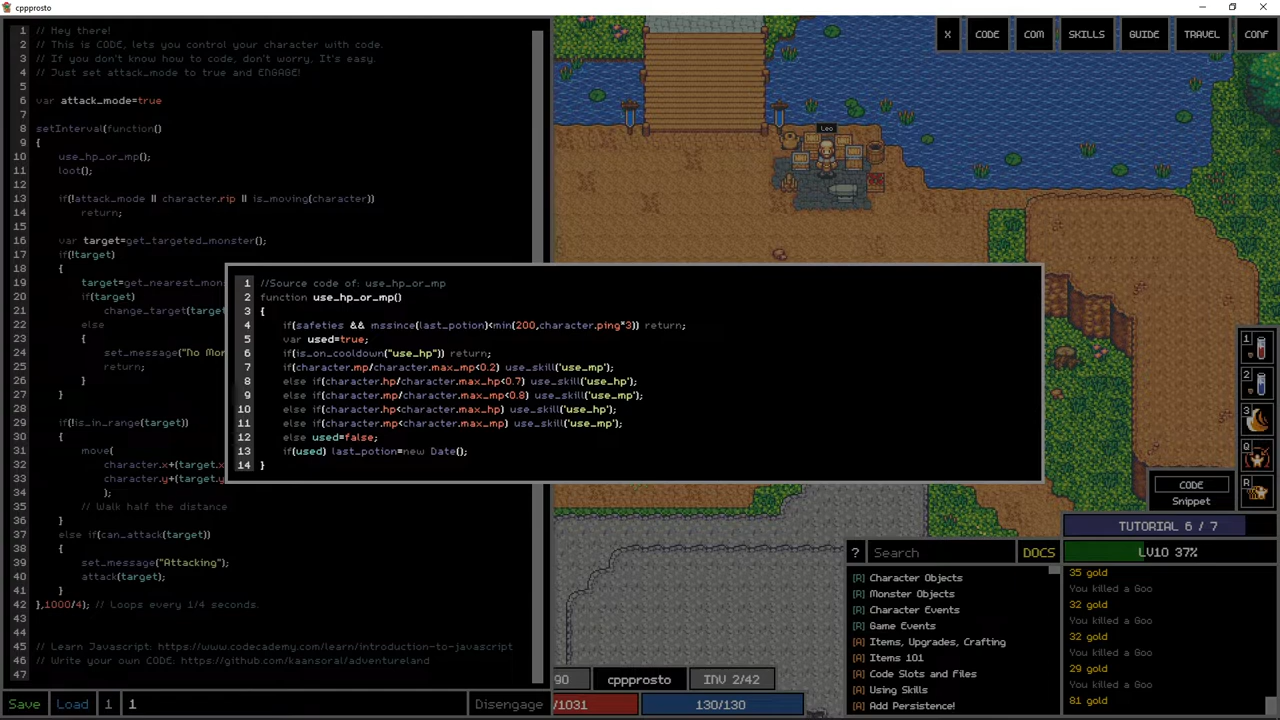 cppprosto
1 // Hey there!
2 // This is CODE, lets you control your character with code.
3 // If you don't know how to code, don't worry, It's easy.
4 // Just set attack_mode to true and ENGAGE!
5
6 var attack_mode=true
7
8 setInterval(function()
9 {
10 use_hp_or_mp();
11 loot();
12
13 if(!attack_mode || character.rip || is_moving(character))
14 return;
15
16 var target=get_targeted_monster();
17 if(!target)
18 {
19 target=get_nearest_mons
20 if(target)
21 change_target(target
22 else
23 {
24 set_message("No Mon
25 return;
26 }
27 }
28
29 if(!is_in_range(target))
30 {
31 move(
32 character.x+(target.x
33 character.y+(target.y
34 );
35 // Walk half the distance
36 }
37 else if(can_attack(target))
38 {
39 set_message("Attacking");
40 attack(target);
41 }
42 },1000/4); // Loops every 1/4 seconds.
43
44
45 // Learn Javascript: https://www.codecademy.com/learn/introduction-to-javascript
46 // Write your own CODE: https://github.com/kaansoral/adventureland
47
Save Load 1 1 Disengage
1 //Source code of: use_hp_or_mp
2 function use_hp_or_mp()
3 {
4 if(safeties && mssince(last_potion)<min(200,character.ping*3)) return;
5 var used=true;
6 if(is_on_cooldown("use_hp")) return;
7 if(character.mp/character.max_mp<0.2) use_skill('use_mp');
8 else if(character.hp/character.max_hp<0.7) use_skill('use_hp');
9 else if(character.mp/character.max_mp<0.8) use_skill('use_mp');
10 else if(character.hp<character.max_hp) use_skill('use_hp');
11 else if(character.mp<character.max_mp) use_skill('use_mp');
12 else used=false;
13 if(used) last_potion=new Date();
14 }
X CODE COM SKILLS GUIDE TRAVEL CONF
Leo
1
2
3
Q
R
CODE
Snippet
TUTORIAL 6 / 7
LV10 37%
35 gold
You killed a Goo
32 gold
You killed a Goo
32 gold
You killed a Goo
29 gold
You killed a Goo
81 gold
? Search DOCS
[R] Character Objects
[R] Monster Objects
[R] Character Events
[R] Game Events
[A] Items, Upgrades, Crafting
[A] Items 101
[A] Code Slots and Files
[A] Using Skills
[A] Add Persistence!
90 cppprosto INV 2/42
/1031 130/130